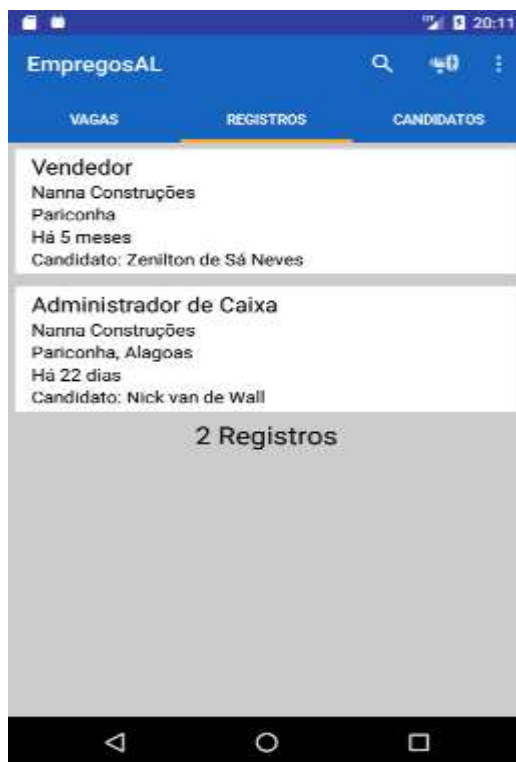 20:11
EmpregosAL
VAGAS REGISTROS CANDIDATOS
Vendedor
Nanna Construções
Pariconha
Há 5 meses
Candidato: Zenilton de Sá Neves
Administrador de Caixa
Nanna Construções
Pariconha, Alagoas
Há 22 dias
Candidato: Nick van de Wall
2 Registros